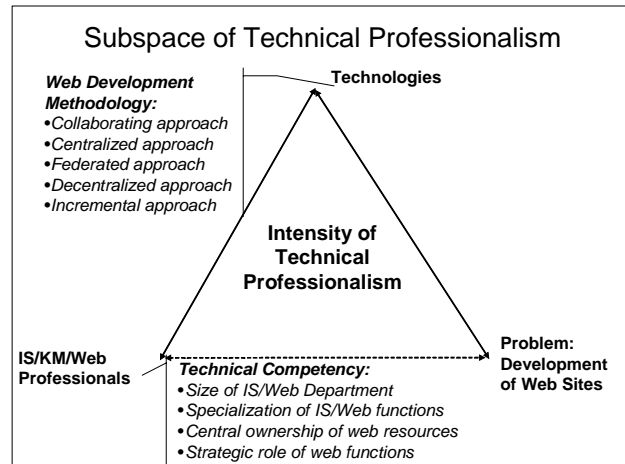 Subspace of Technical Professionalism
Web Development
Methodology:
•Collaborating approach
•Centralized approach
•Federated approach
•Decentralized approach
•Incremental approach
Technologies
Intensity of
Technical
Professionalism
IS/KM/Web
Professionals
Problem:
Development
of Web Sites
Technical Competency:
•Size of IS/Web Department
•Specialization of IS/Web functions
•Central ownership of web resources
•Strategic role of web functions